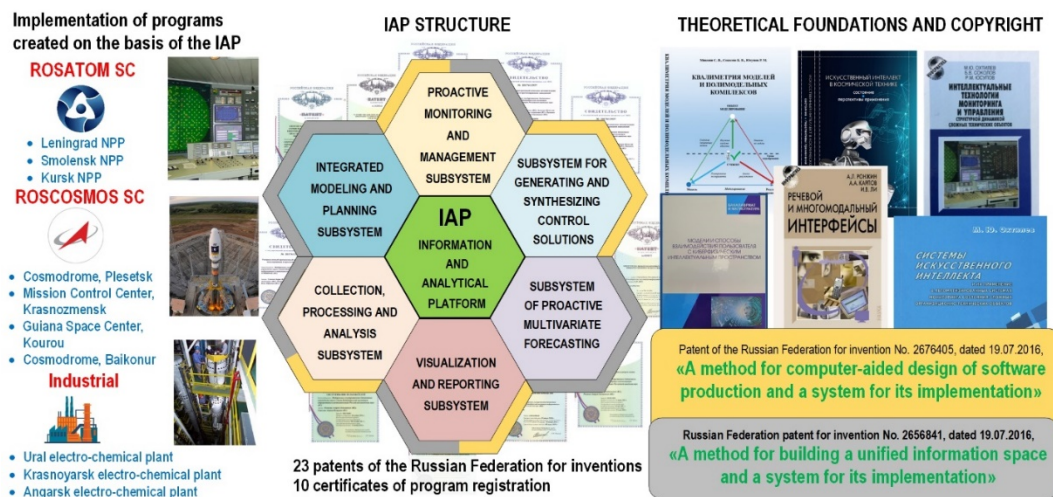 Implementation of programs
created on the basis of the IAP
ROSATOM SC
• Leningrad NPP
• Smolensk NPP
• Kursk NPP
ROSCOSMOS SC
• Cosmodrome, Plesetsk
• Mission Control Center,
Krasnozmensk
• Guiana Space Center,
Kourou
• Cosmodrome, Baikonur
Industrial
• Ural electro-chemical plant
• Krasnoyarsk electro-chemical plant
• Angarsk electro-chemical plant
IAP STRUCTURE
PROACTIVE
MONITORING
AND
MANAGEMENT
SUBSYSTEM
INTEGRATED
MODELING AND
PLANNING
SUBSYSTEM
SUBSYSTEM FOR
GENERATING AND
SYNTHESIZING
CONTROL
SOLUTIONS
IAP
INFORMATION
AND
ANALYTICAL
PLATFORM
COLLECTION,
PROCESSING AND
ANALYSIS
SUBSYSTEM
SUBSYSTEM
OF PROACTIVE
MULTIVARIATE
FORECASTING
VISUALIZATION
AND REPORTING
SUBSYSTEM
23 patents of the Russian Federation for inventions
10 certificates of program registration
THEORETICAL FOUNDATIONS AND COPYRIGHT
КВАЛИМЕТРИЯ МОДЕЛЕЙ
И ПОЛИМОДЕЛЬНЫХ
КОМПЛЕКСОВ
ИСКУССТВЕННЫЙ ИНТЕЛЛЕКТ
В КОСМИЧЕСКОЙ ТЕХНИКЕ
ИНТЕЛЛЕКТУАЛЬНЫЕ
ТЕХНОЛОГИИ
МОНИТОРИНГА
И УПРАВЛЕНИЯ
СТРУКТУРНОЙ ДИНАМИКОЙ
СЛОЖНЫХ ТЕХНИЧЕСКИХ ОБЪЕКТОВ
РЕЧЕВОЙ
И МНОГОМОДАЛЬНЫЙ
ИНТЕРФЕЙСЫ
СИСТЕМЫ
ИСКУССТВЕННОГО
ИНТЕЛЛЕКТА
Patent of the Russian Federation for invention No. 2676405, dated 19.07.2016,
«A method for computer-aided design of software
production and a system for its implementation»
Russian Federation patent for invention No. 2656841, dated 19.07.2016,
«A method for building a unified information space
and a system for its implementation»